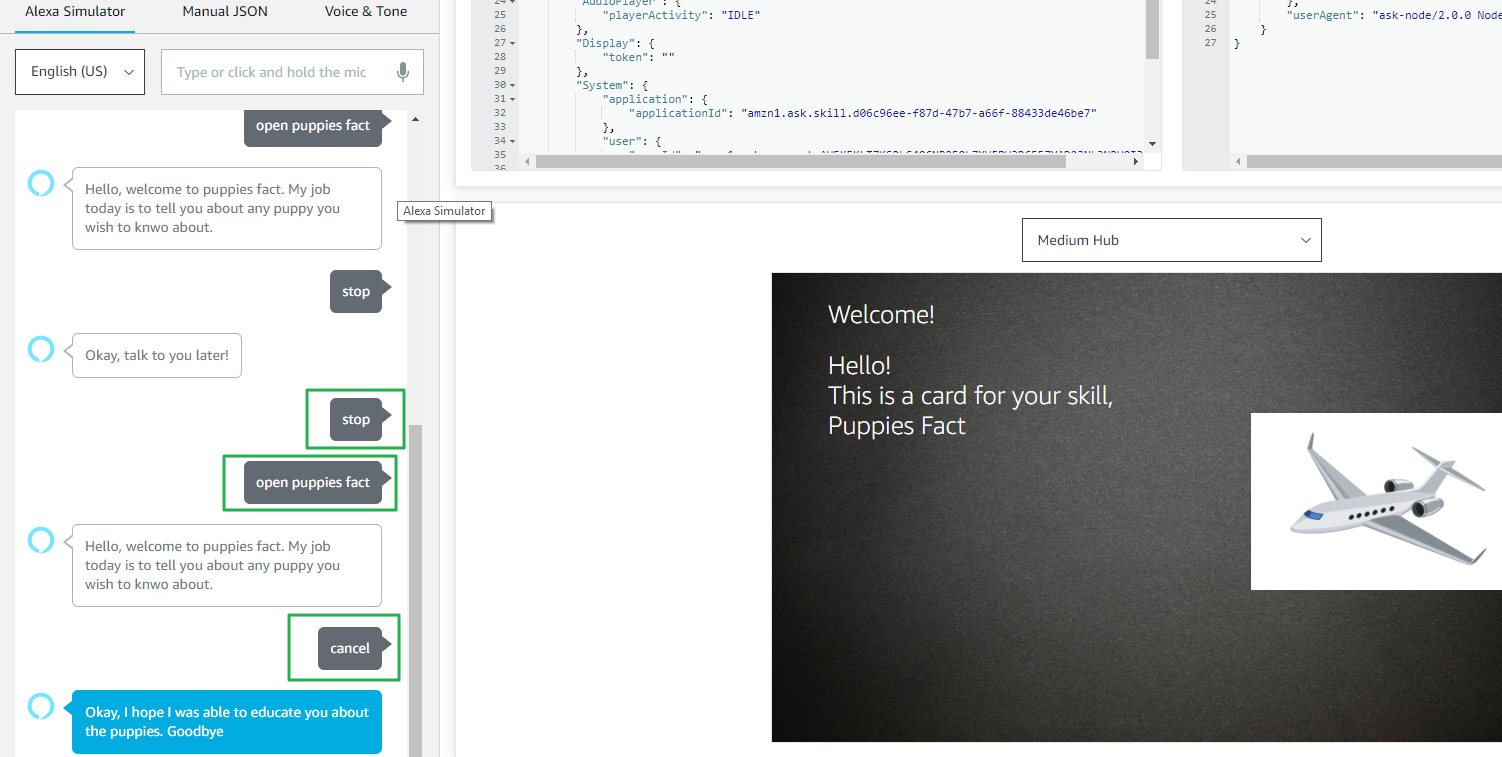 Alexa Simulator
Manual JSON
Voice & Tone
English (US)
Type or click and hold the mic
open puppies fact
Hello, welcome to puppies fact. My job
today is to tell you about any puppy you
wish to knwo about.
stop
Okay, talk to you later!
stop
open puppies fact
Hello, welcome to puppies fact. My job
today is to tell you about any puppy you
wish to knwo about.
cancel
Okay, I hope I was able to educate you about
the puppies. Goodbye
Alexa Simulator
24 "AudioPlayer": {
25 "playerActivity": "IDLE"
26 },
27 "Display": {
28 "token": ""
29 },
30 "System": {
31 "application": {
32 "applicationId": "amzn1.ask.skill.d06c96ee-f87d-47b7-a66f-88433de46be7"
33 },
34 "user": {
35
36
24 },
25 "userAgent": "ask-node/2.0.0 Node
26 }
27 }
Medium Hub
Welcome!
Hello!
This is a card for your skill,
Puppies Fact